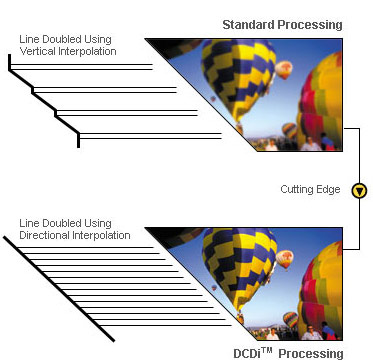 Standard Processing
Line Doubled Using
Vertical Interpolation
Cutting Edge
Line Doubled Using
Directional Interpolation
DCDi™ Processing